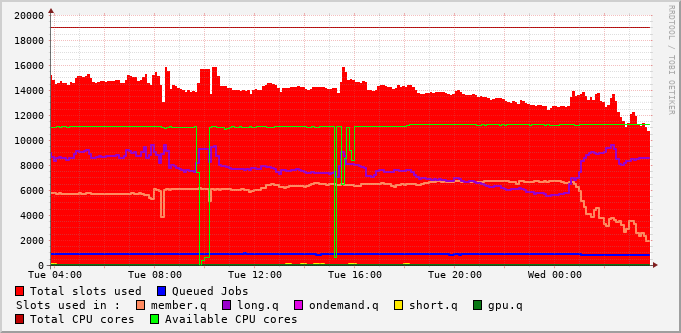 RRDTOOL / TOBI OETIKER
20000
18000
16000
14000
12000
10000
8000
6000
4000
2000
0
Tue 04:00 Tue 08:00 Tue 12:00 Tue 16:00 Tue 20:00 Wed 00:00
Total slots used Queued Jobs
Slots used in : member.q long.q ondemand.q short.q gpu.q
Total CPU cores Available CPU cores